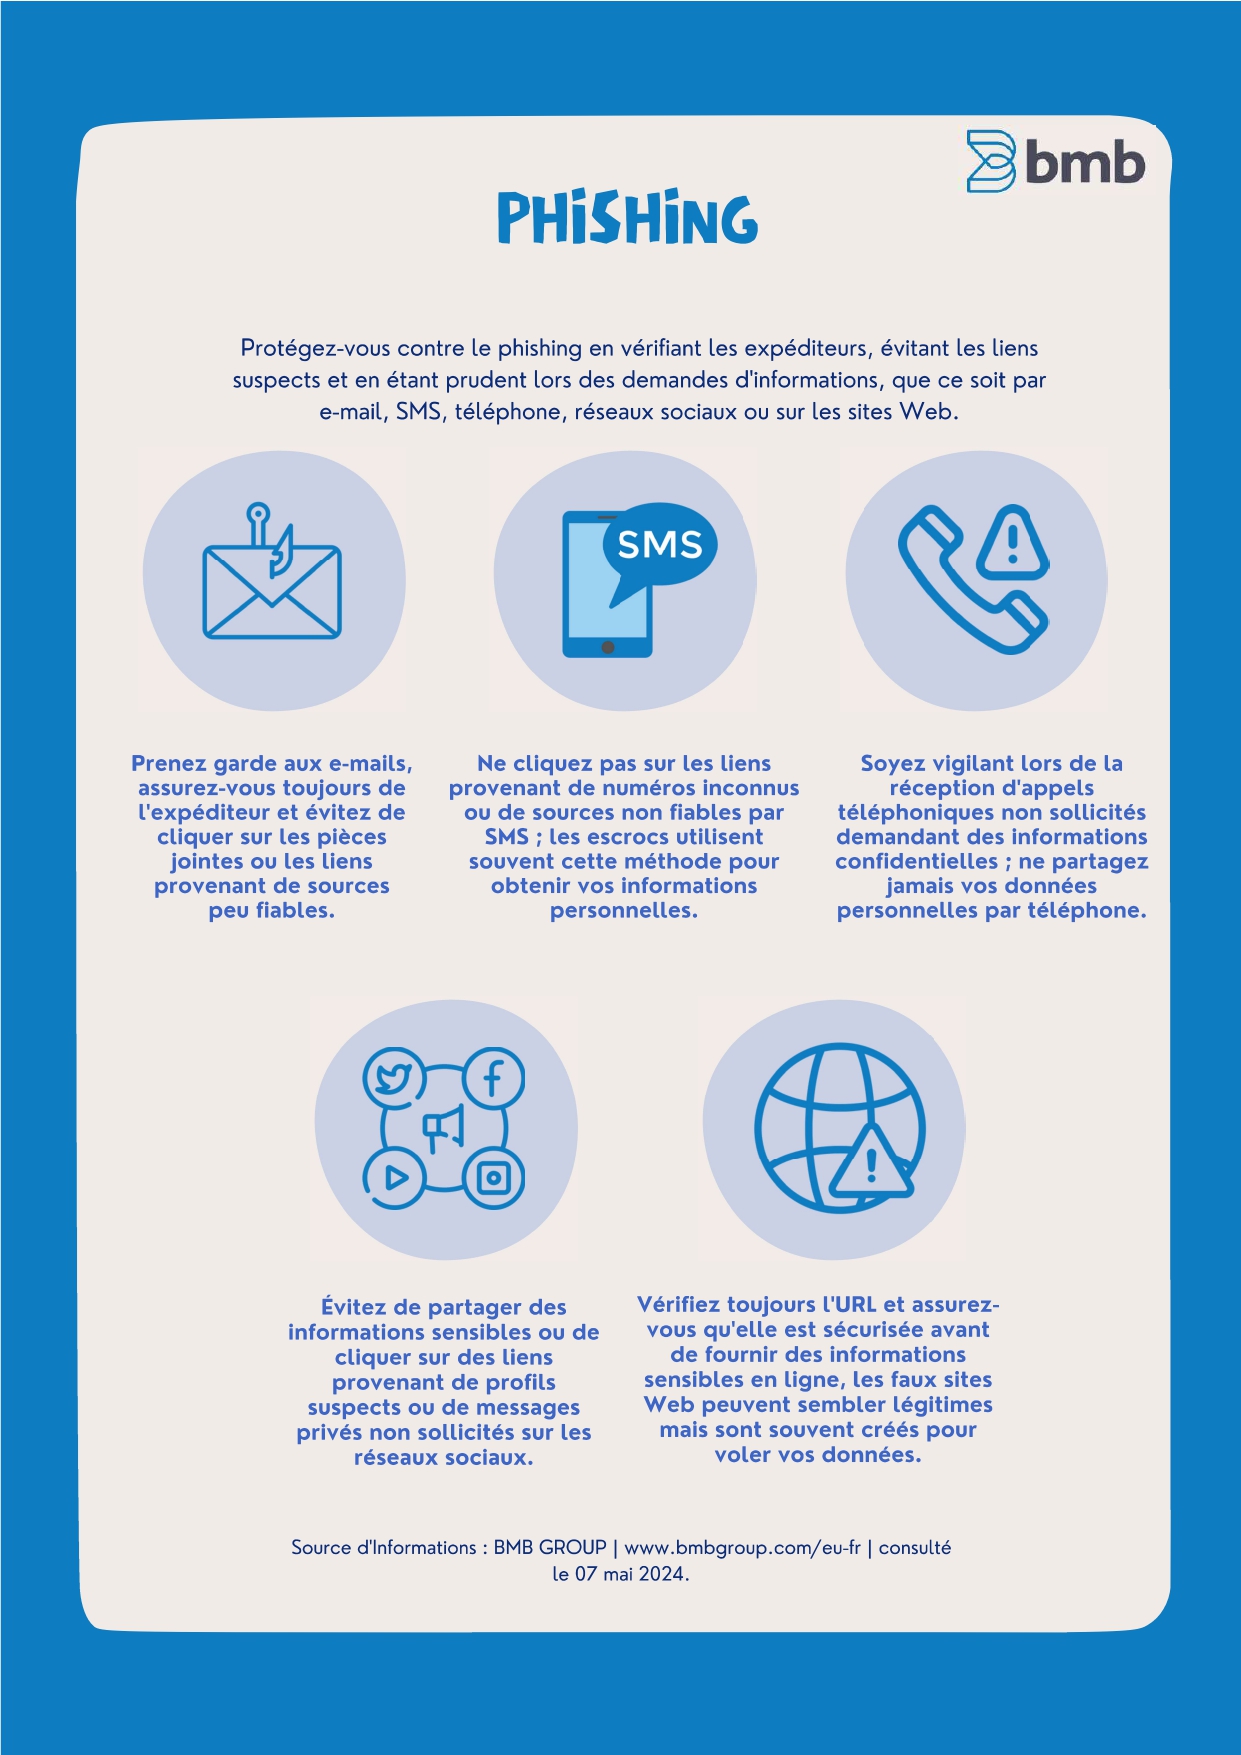 bmb
PHiSHiNG
Protégez-vous contre le phishing en vérifiant les expéditeurs, évitant les liens
suspects et en étant prudent lors des demandes d'informations, que ce soit par
e-mail, SMS, téléphone, réseaux sociaux ou sur les sites Web.
SMS
Prenez garde aux e-mails,
assurez-vous toujours de
l'expéditeur et évitez de
cliquer sur les pièces
jointes ou les liens
provenant de sources
peu fiables.
Ne cliquez pas sur les liens
provenant de numéros inconnus
ou de sources non fiables par
SMS ; les escrocs utilisent
souvent cette méthode pour
obtenir vos informations
personnelles.
Soyez vigilant lors de la
réception d'appels
téléphoniques non sollicités
demandant des informations
confidentielles ; ne partagez
jamais vos données
personnelles par téléphone.
Évitez de partager des
informations sensibles ou de
cliquer sur des liens
provenant de profils
suspects ou de messages
privés non sollicités sur les
réseaux sociaux.
Vérifiez toujours l'URL et assurez-
vous qu'elle est sécurisée avant
de fournir des informations
sensibles en ligne, les faux sites
Web peuvent sembler légitimes
mais sont souvent créés pour
voler vos données.
Source d'Informations : BMB GROUP | www.bmbgroup.com/eu-fr | consulté
le 07 mai 2024.